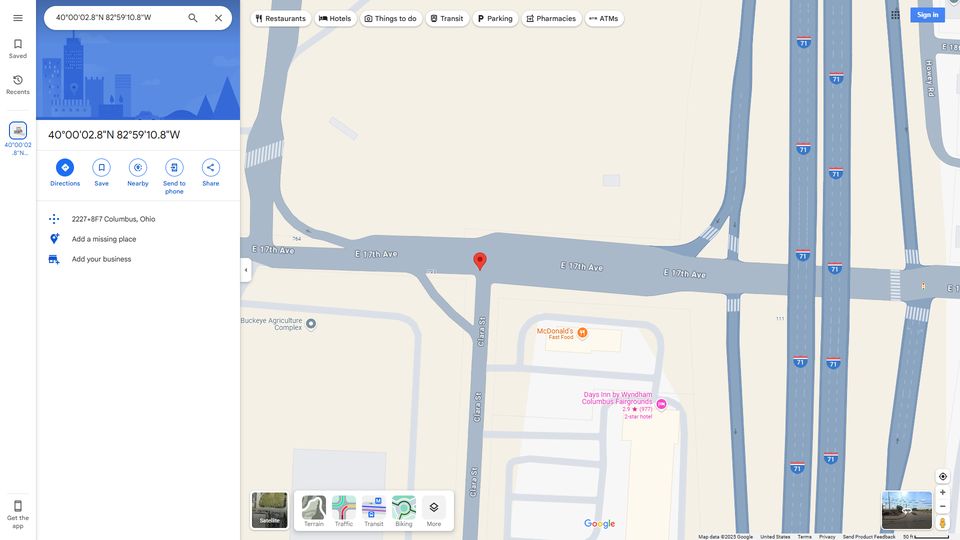 40°00'02.8"N 82°59'10.8"W
Restaurants
Hotels
Things to do
Transit
Parking
Pharmacies
ATMs
Sign in
Saved
Recents
40°00'02
.8"N...
Get the
app
40°00'02.8"N 82°59'10.8"W
Directions
Save
Nearby
Send to
phone
Share
2227+8F7 Columbus, Ohio
Add a missing place
Add your business
71
71
71
71
71
71
71
71
71
71
E 18th
Howey Rd
764
E 17th Ave
E 17th Ave
E 17th Ave
E 17th Ave
E 1
Buckeye Agriculture
Complex
Clara St
Clara St
Clara St
McDonald's
Fast Food
111
Days Inn by Wyndham
Columbus Fairgrounds
2.9 ★ (977)
2-star hotel
Satellite
Terrain
Traffic
Transit
Biking
More
Google
Map data ©2025 Google
United States
Terms
Privacy
Send Product Feedback
50 ft